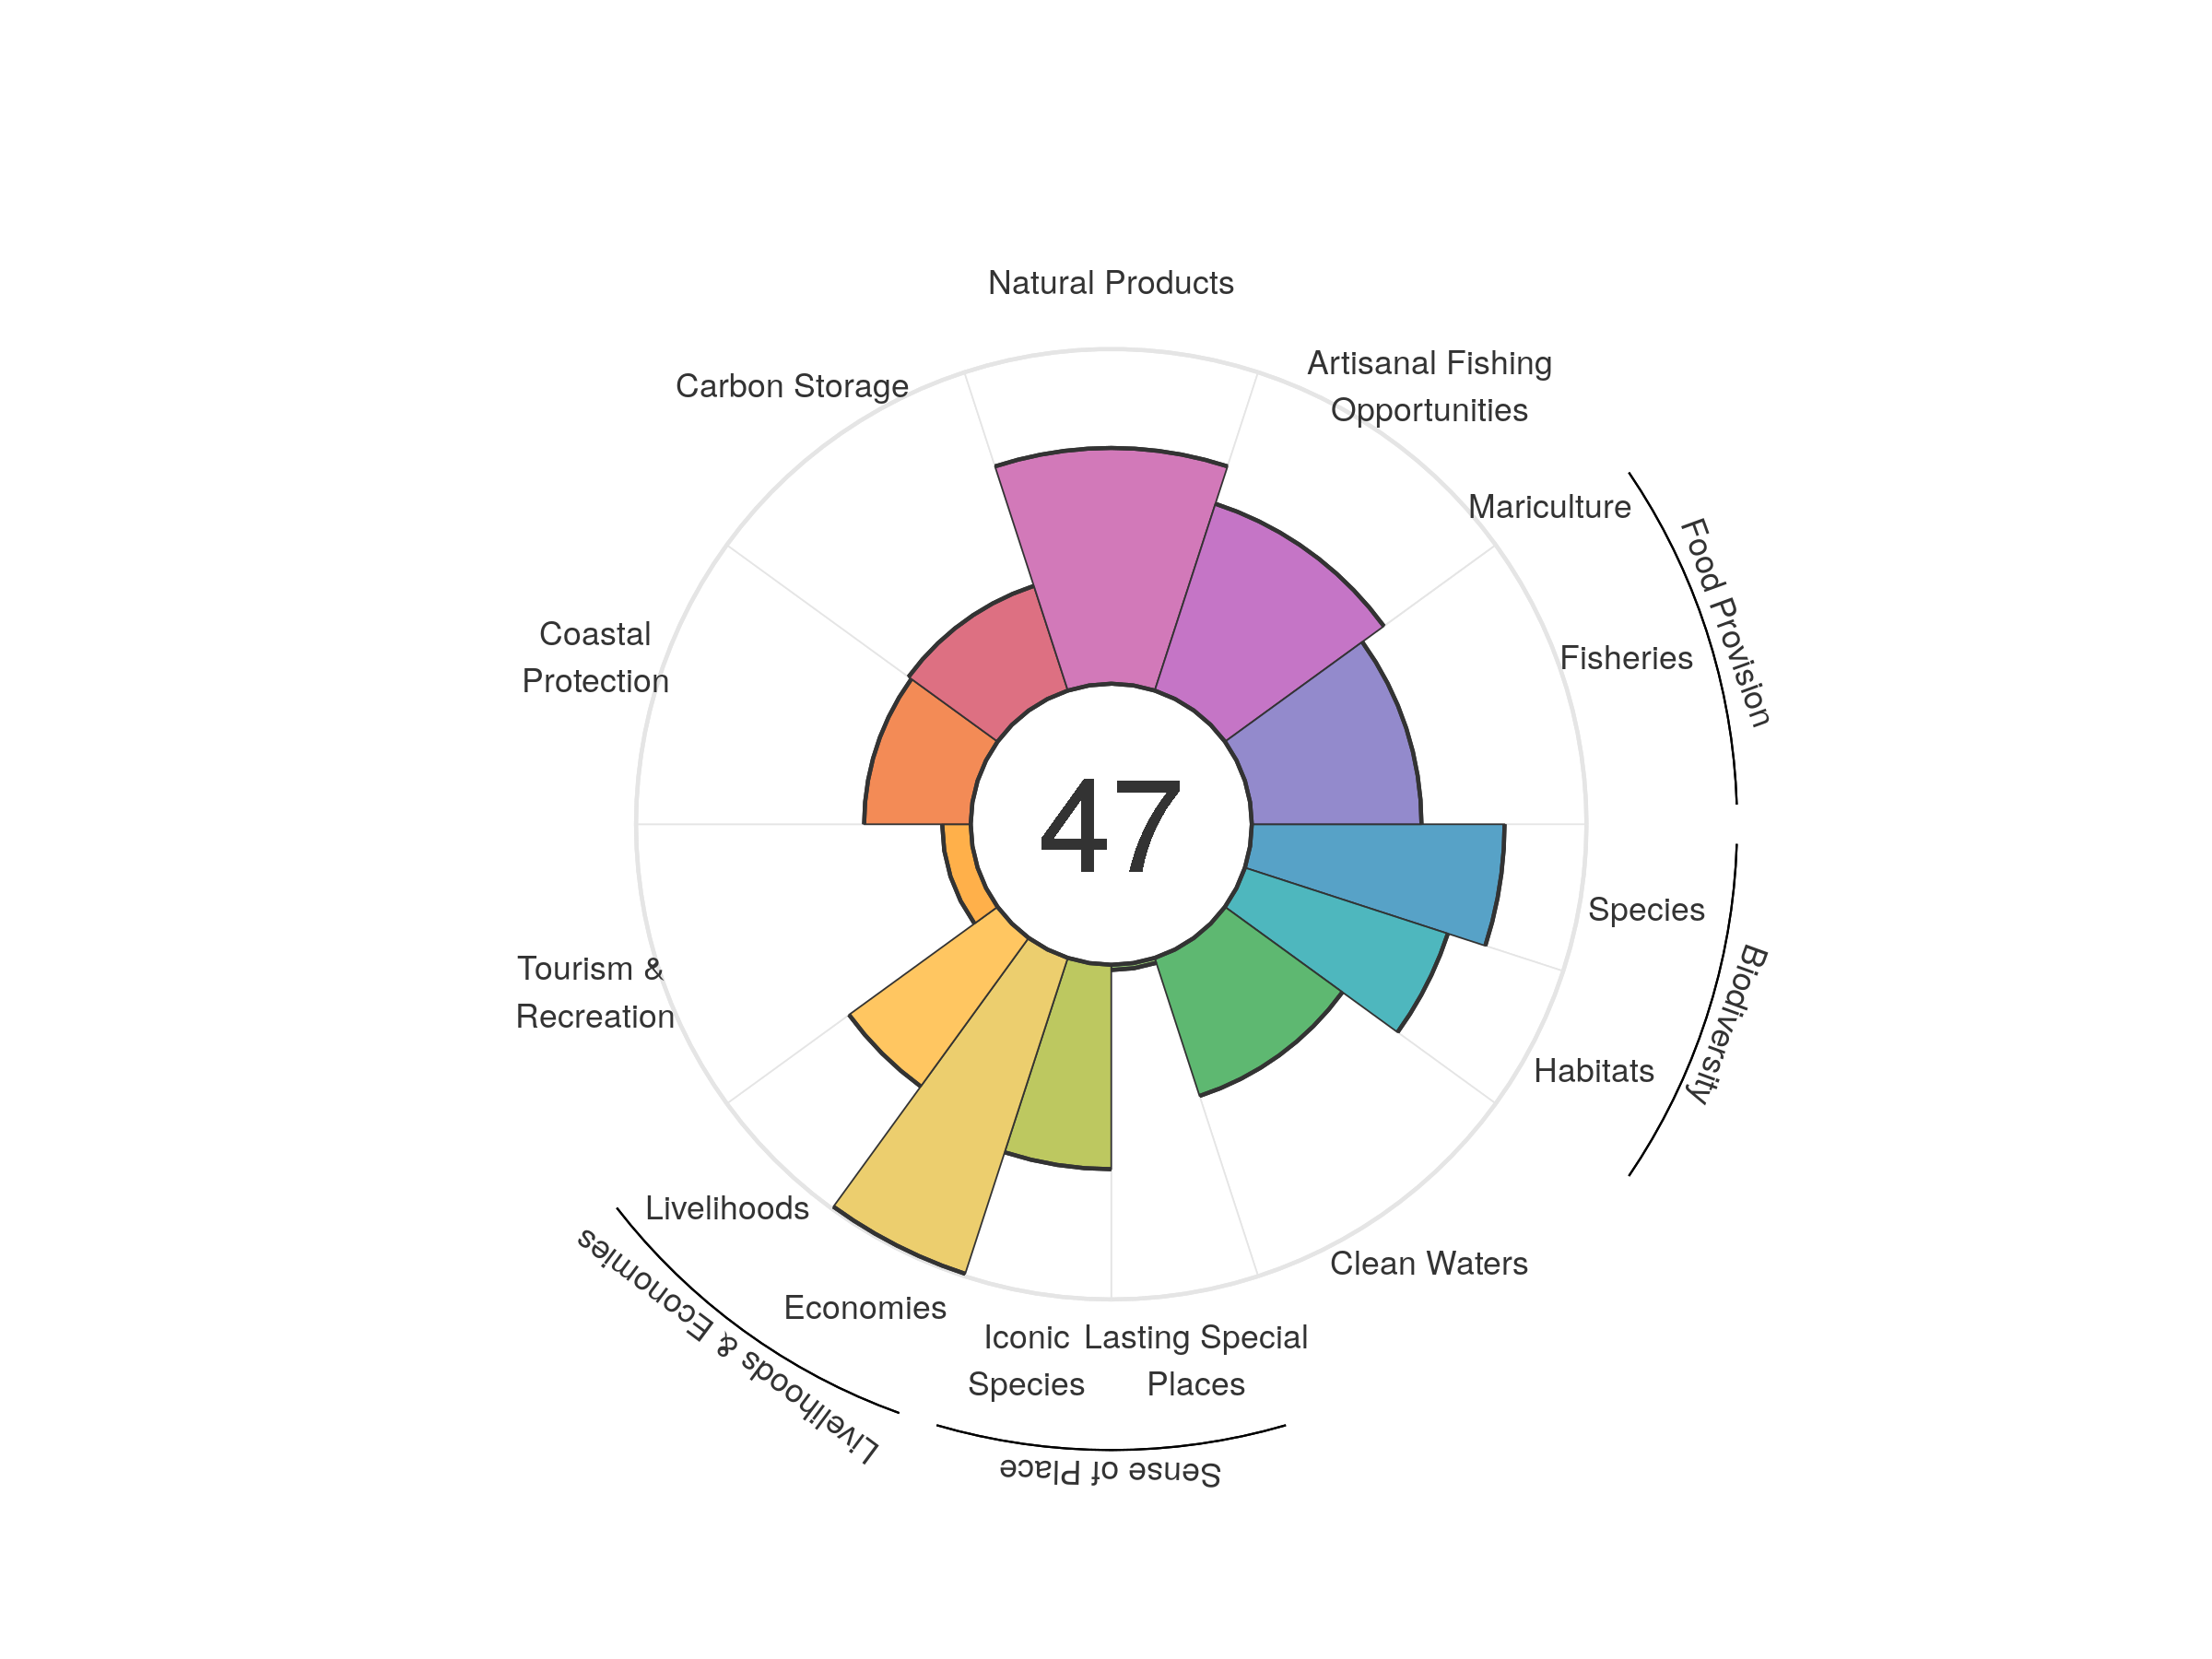 Natural Products
Artisanal Fishing
Opportunities
Carbon Storage
Mariculture
Food Provision
Fisheries
Coastal
Protection
47
Species
Biodiversity
Tourism &
Recreation
Habitats
Livelihoods
Clean Waters
Livelihoods & Economies
Economies
Iconic
Species
Lasting Special
Places
Sense of Place